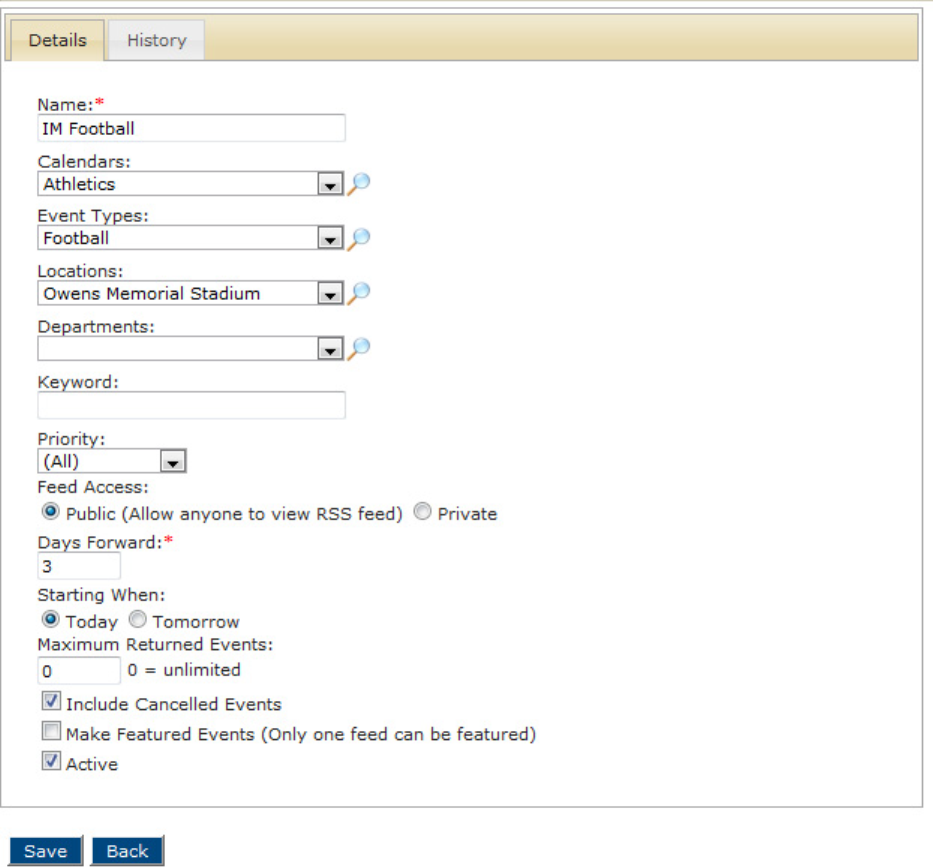 Details History
Name:*
IM Football
Calendars:
Athletics
Event Types:
Football
Locations:
Owens Memorial Stadium
Departments:
Keyword:
Priority:
(All)
Feed Access:
Public (Allow anyone to view RSS feed) Private
Days Forward:*
3
Starting When:
Today Tomorrow
Maximum Returned Events:
0 0 = unlimited
Include Cancelled Events
Make Featured Events (Only one feed can be featured)
Active
Save Back